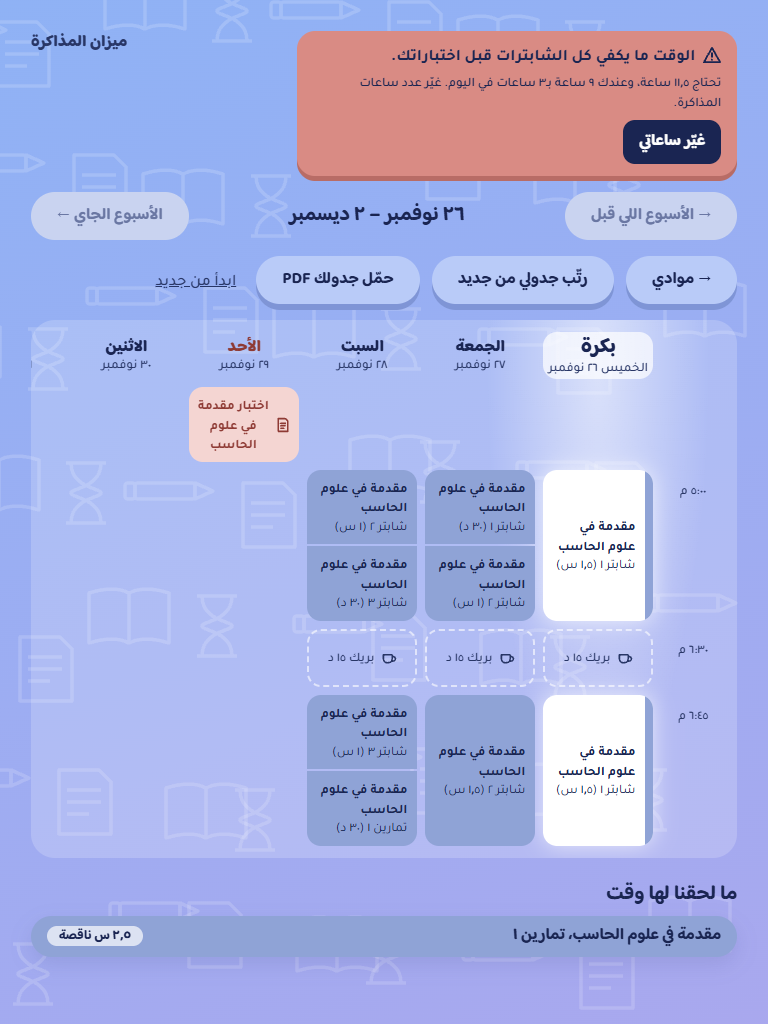 ميزان المذاكرة
الوقت ما يكفي كل الشابترات قبل اختباراتك.
تحتاج ١١٫٥ ساعة، وعندك ٩ ساعة بـ٣ ساعات في اليوم. غيّر عدد ساعات
المذاكرة.
غيّر ساعاتي
→ الأسبوع اللي قبل
٢٦ نوفمبر – ٢ ديسمبر
الأسبوع الجاي ←
→ موادي
رتّب جدولي من جديد
حمّل جدولك PDF
ابدأ من جديد
بكرة
الخميس ٢٦ نوفمبر
الجمعة
٢٧ نوفمبر
السبت
٢٨ نوفمبر
الأحد
٢٩ نوفمبر
الاثنين
٣٠ نوفمبر
اختبار مقدمة
في علوم
الحاسب
٥:٠٠ م
مقدمة في
علوم الحاسب
شابتر ١ (١٫٥ س)
مقدمة في علوم
الحاسب
شابتر ١ (٣٠ د)
مقدمة في علوم
الحاسب
شابتر ٢ (١ س)
مقدمة في علوم
الحاسب
شابتر ٢ (١ س)
مقدمة في علوم
الحاسب
شابتر ٣ (٣٠ د)
٦:٣٠ م
بريك ١٥ د
بريك ١٥ د
بريك ١٥ د
٦:٤٥ م
مقدمة في
علوم الحاسب
شابتر ١ (١٫٥ س)
مقدمة في علوم
الحاسب
شابتر ٢ (١٫٥ س)
مقدمة في علوم
الحاسب
شابتر ٣ (١ س)
مقدمة في علوم
الحاسب
تمارين ١ (٣٠ د)
ما لحقنا لها وقت
مقدمة في علوم الحاسب، تمارين ١
٢٫٥ س ناقصة